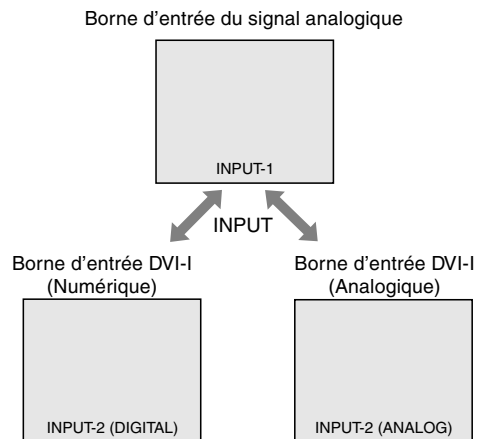 Borne d'entrée du signal analogique
INPUT-1
INPUT
Borne d'entrée DVI-I
(Numérique)
Borne d'entrée DVI-I
(Analogique)
INPUT-2 (DIGITAL)
INPUT-2 (ANALOG)